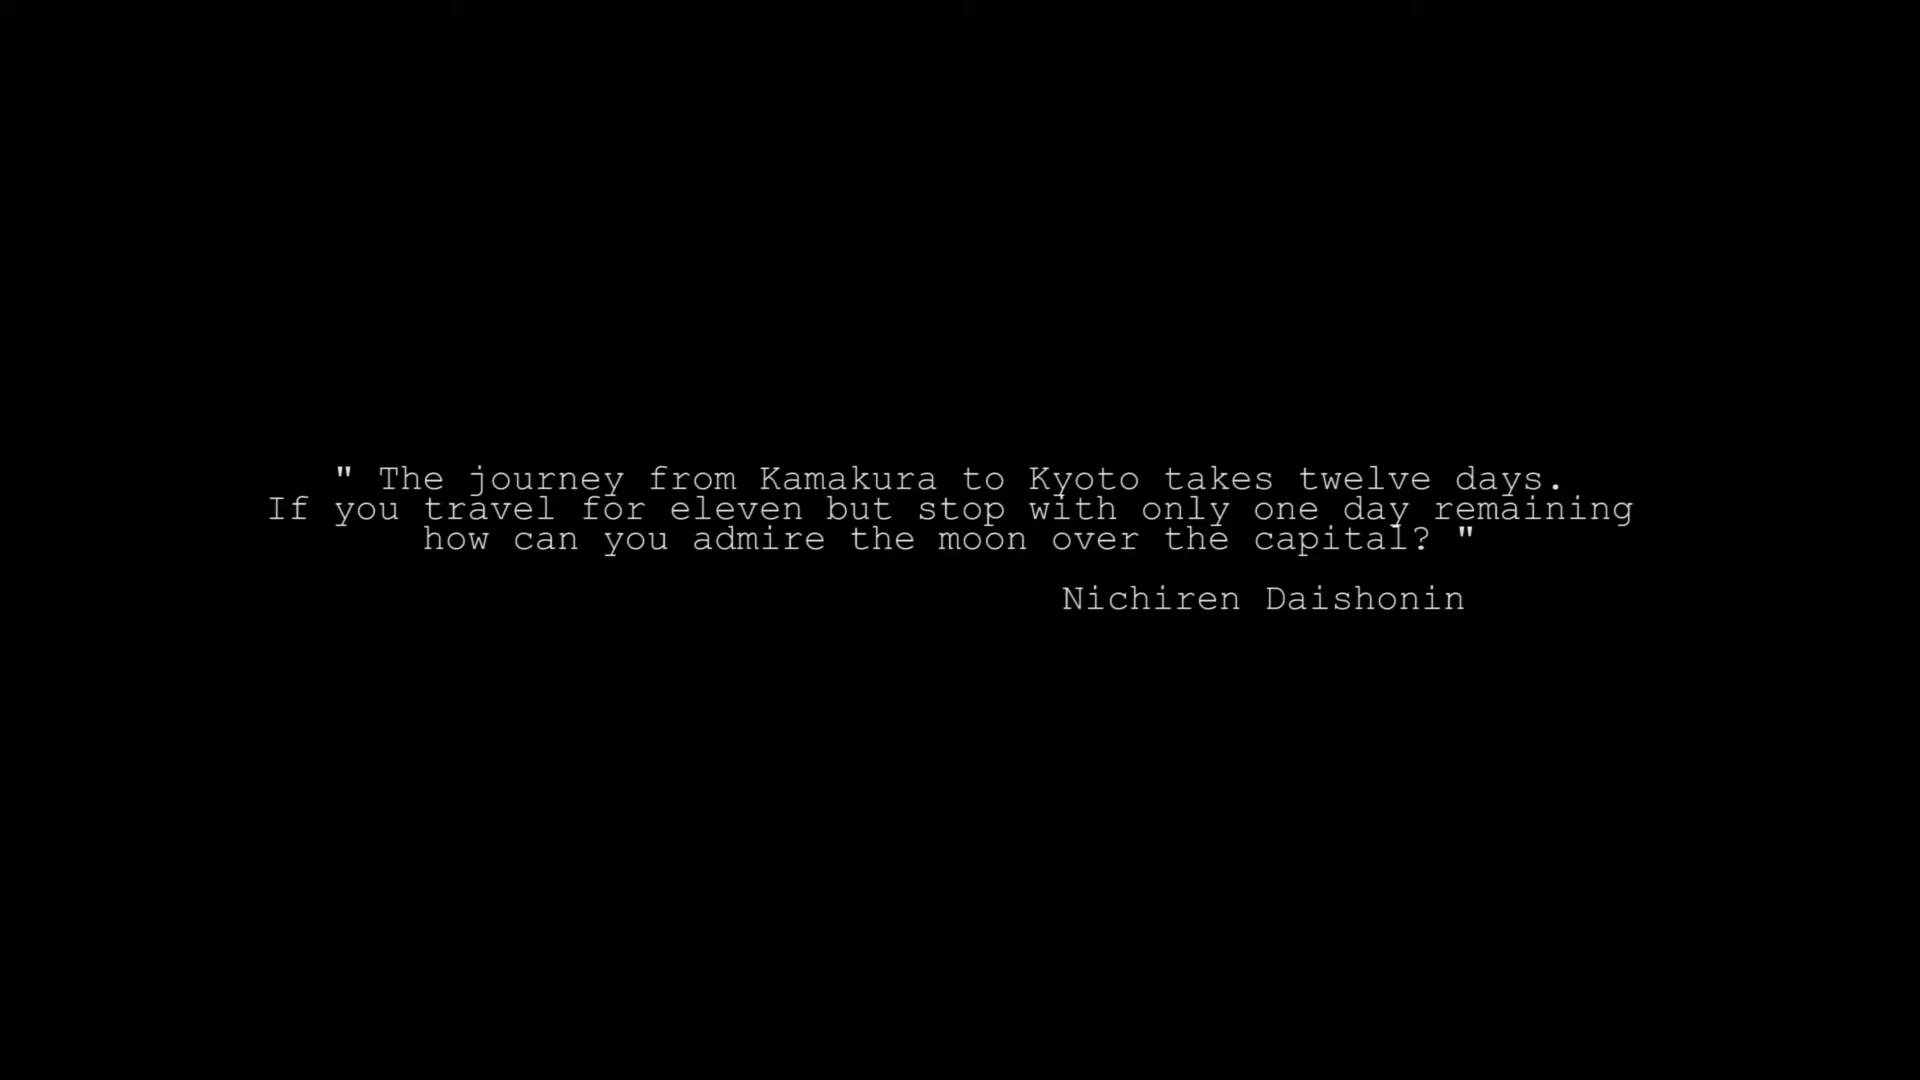 " The journey from Kamakura to Kyoto takes twelve days.
If you travel for eleven but stop with only one day remaining
how can you admire the moon over the capital? "
Nichiren Daishonin